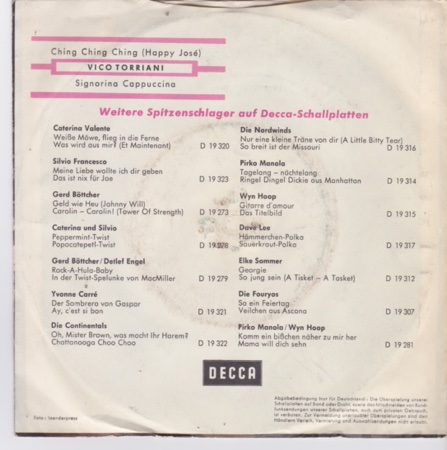 Ching Ching Ching (Happy José)
VICO TORRIANI
Signorina Cappuccina
Weitere Spitzenschlager auf Decca-Schallplatten
Caterina Valente
Weiße Möwe, flieg in die Ferne
Was wird aus mir? (Et Maintenant) D 19 320
Silvio Francesco
Meine Liebe wollte ich dir geben
Das ist nix für Joe D 19 323
Gerd Böttcher
Geld wie Heu (Johnny Will)
Carolin – Carolina (Tower Of Strength) D 19 273
Caterina und Silvio
Peppermint-Twist
Popocatepetl-Twist D 19 278
Gerd Böttcher / Detlef Engel
Rock-A-Hula-Baby
In der Twist-Spelunke von MacMiller D 19 279
Yvonne Carré
Der Sombrero von Gaspar
Ay, c'est si bon D 19 321
Die Continentals
Oh, Mister Brown, was macht Ihr Harem?
Chattanooga Choo Choo D 19 322
Die Nordwinds
Nur eine kleine Träne von dir (A Little Bitty Tear)
So breit ist der Missouri D 19 316
Pirko Manola
Tagelang – nächtelang
Ringel Dingel Dickie aus Manhattan D 19 314
Wyn Hoop
Gitarre d'amour
Das Titelbild D 19 315
Dave Lee
Hämmerchen-Polka
Sauerkraut-Polka D 19 317
Elke Sommer
Georgie
So jung sein (A Tisket – A Tasket) D 19 312
Die Fouryas
So ein Feiertag
Veilchen aus Ascona D 19 307
Pirko Manola / Wyn Hoop
Komm ein bißchen näher zu mir her
Mama will dich sehn D 19 281
DECCA